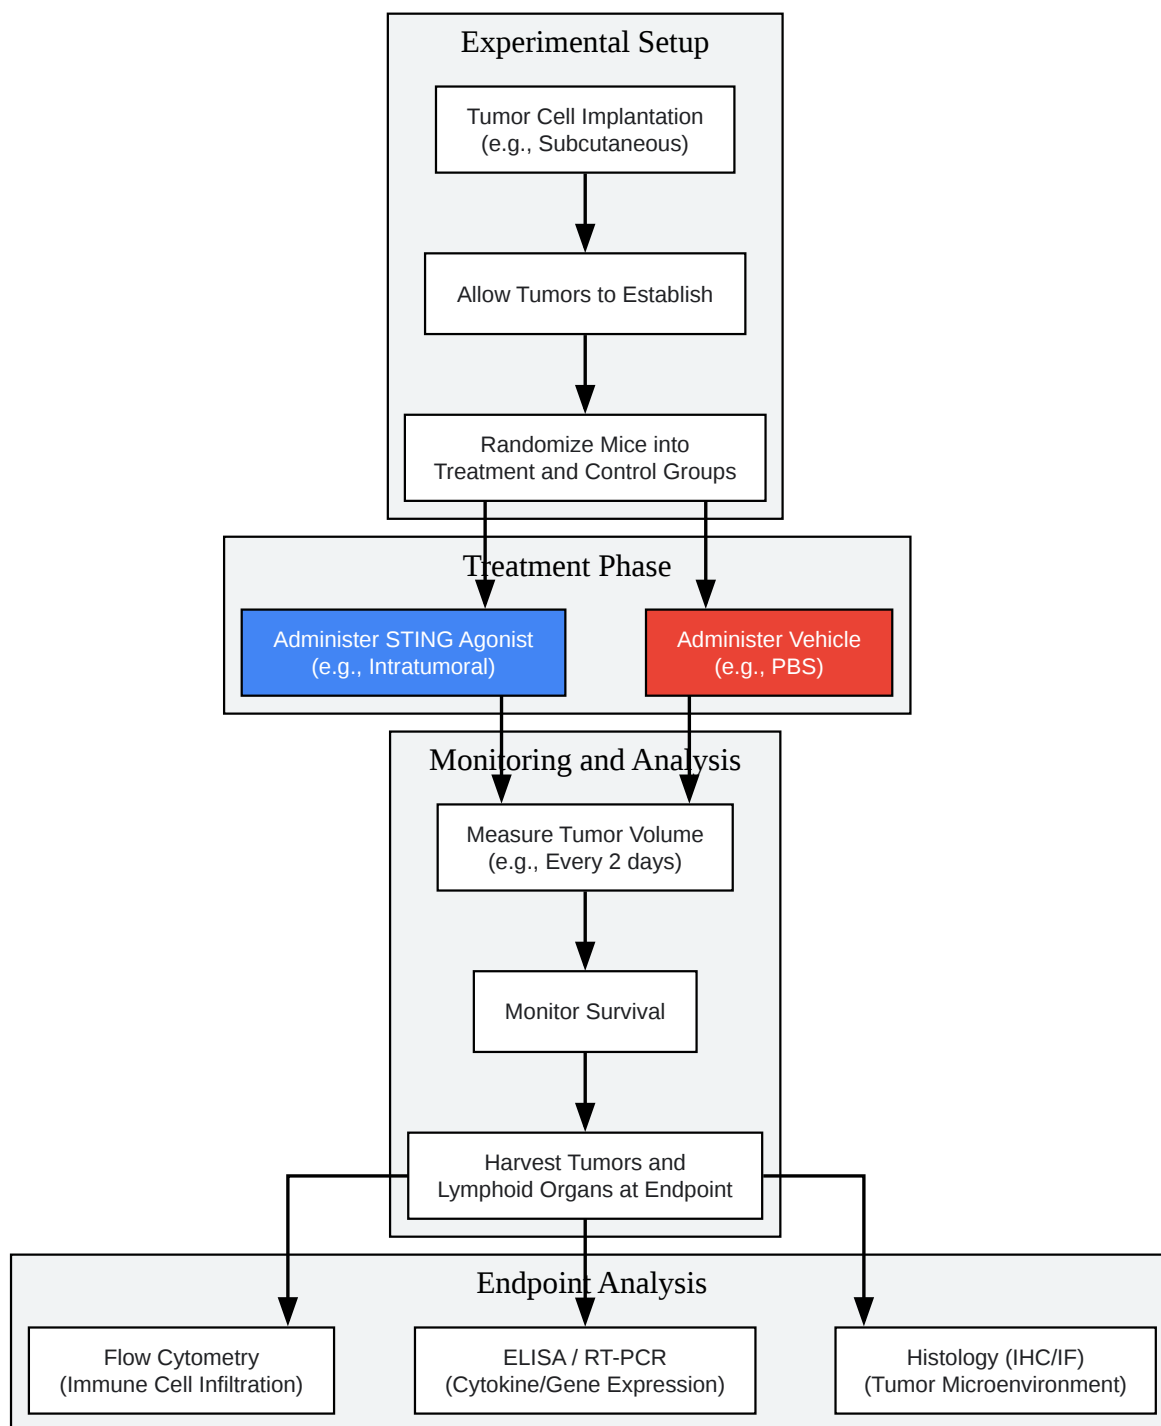 Experimental Setup
Tumor Cell Implantation
(e.g., Subcutaneous)
Allow Tumors to Establish
Randomize Mice into
Treatment and Control Groups
Treatment Phase
Administer STING Agonist
(e.g., Intratumoral)
Administer Vehicle
(e.g., PBS)
Monitoring and Analysis
Measure Tumor Volume
(e.g., Every 2 days)
Monitor Survival
Harvest Tumors and
Lymphoid Organs at Endpoint
Endpoint Analysis
Flow Cytometry
(Immune Cell Infiltration)
ELISA / RT-PCR
(Cytokine/Gene Expression)
Histology (IHC/IF)
(Tumor Microenvironment)